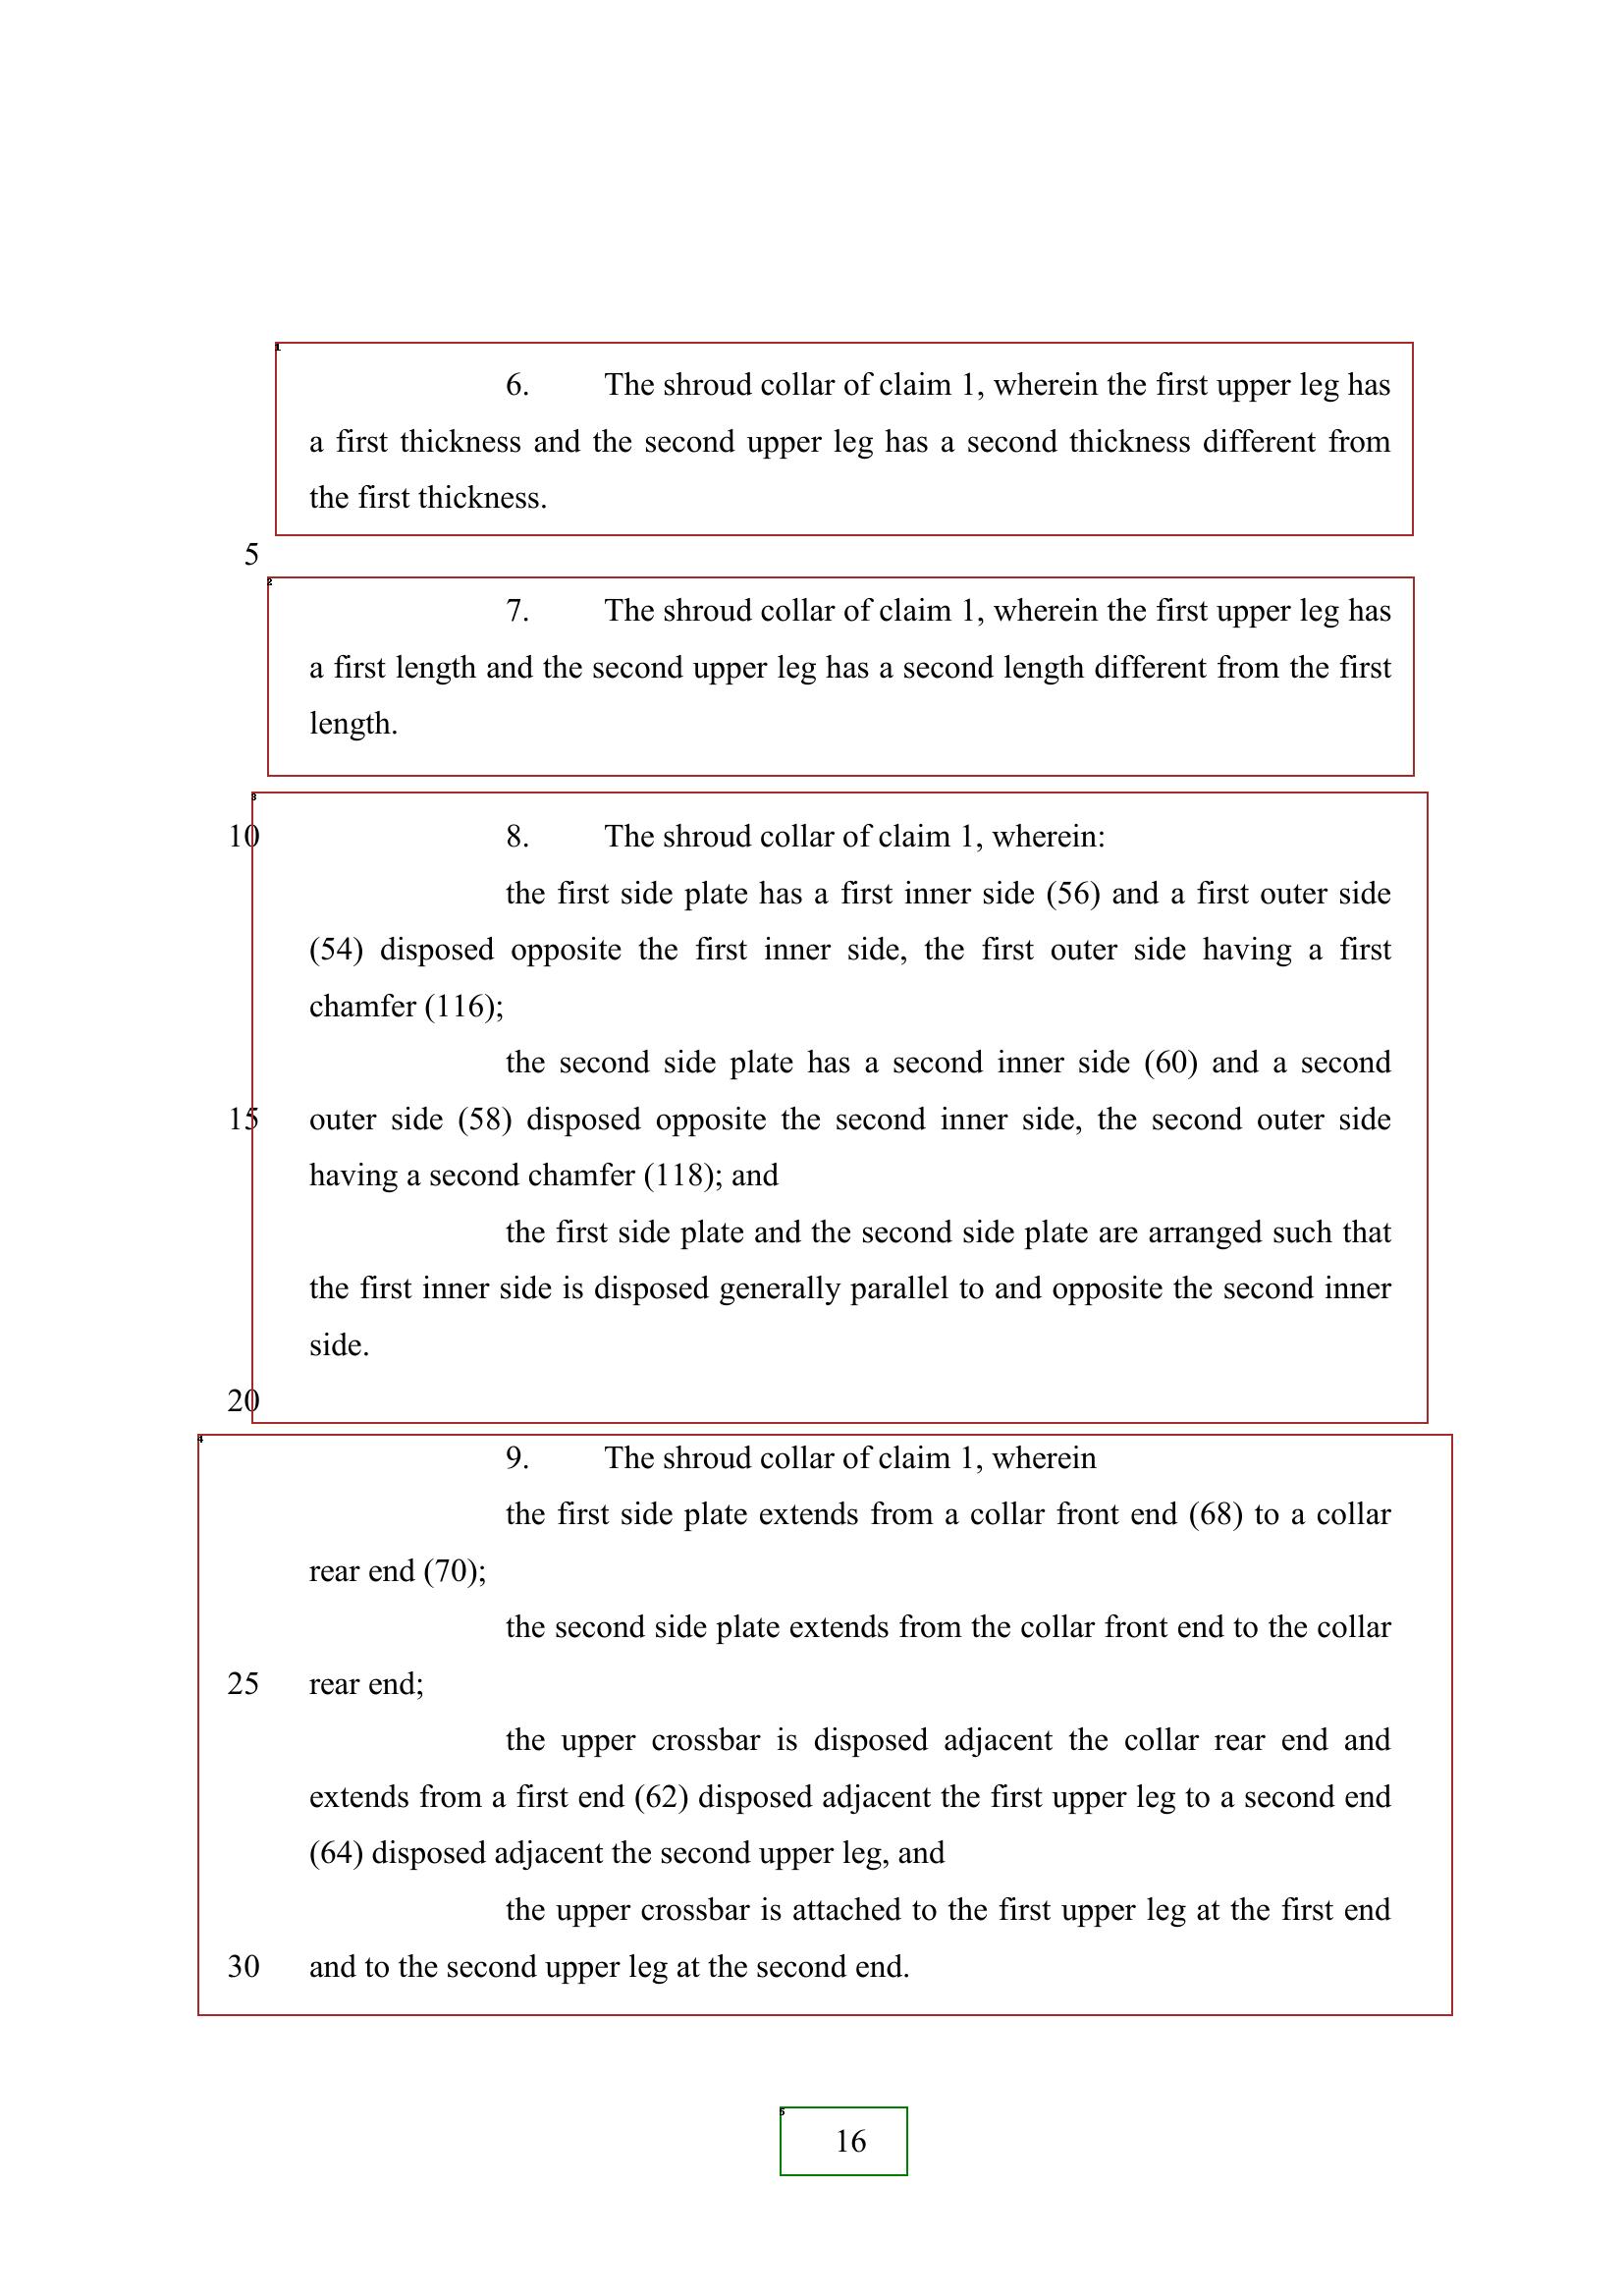 6. The shroud collar of claim 1, wherein the first upper leg has
a first thickness and the second upper leg has a second thickness different from
the first thickness.
5
7. The shroud collar of claim 1, wherein the first upper leg has
a first length and the second upper leg has a second length different from the first
length.
10 8. The shroud collar of claim 1, wherein:
the first side plate has a first inner side (56) and a first outer side
(54) disposed opposite the first inner side, the first outer side having a first
chamfer (116);
the second side plate has a second inner side (60) and a second
15 outer side (58) disposed opposite the second inner side, the second outer side
having a second chamfer (118); and
the first side plate and the second side plate are arranged such that
the first inner side is disposed generally parallel to and opposite the second inner
side.
20
9. The shroud collar of claim 1, wherein
the first side plate extends from a collar front end (68) to a collar
rear end (70);
the second side plate extends from the collar front end to the collar
25 rear end;
the upper crossbar is disposed adjacent the collar rear end and
extends from a first end (62) disposed adjacent the first upper leg to a second end
(64) disposed adjacent the second upper leg, and
the upper crossbar is attached to the first upper leg at the first end
30 and to the second upper leg at the second end.
16